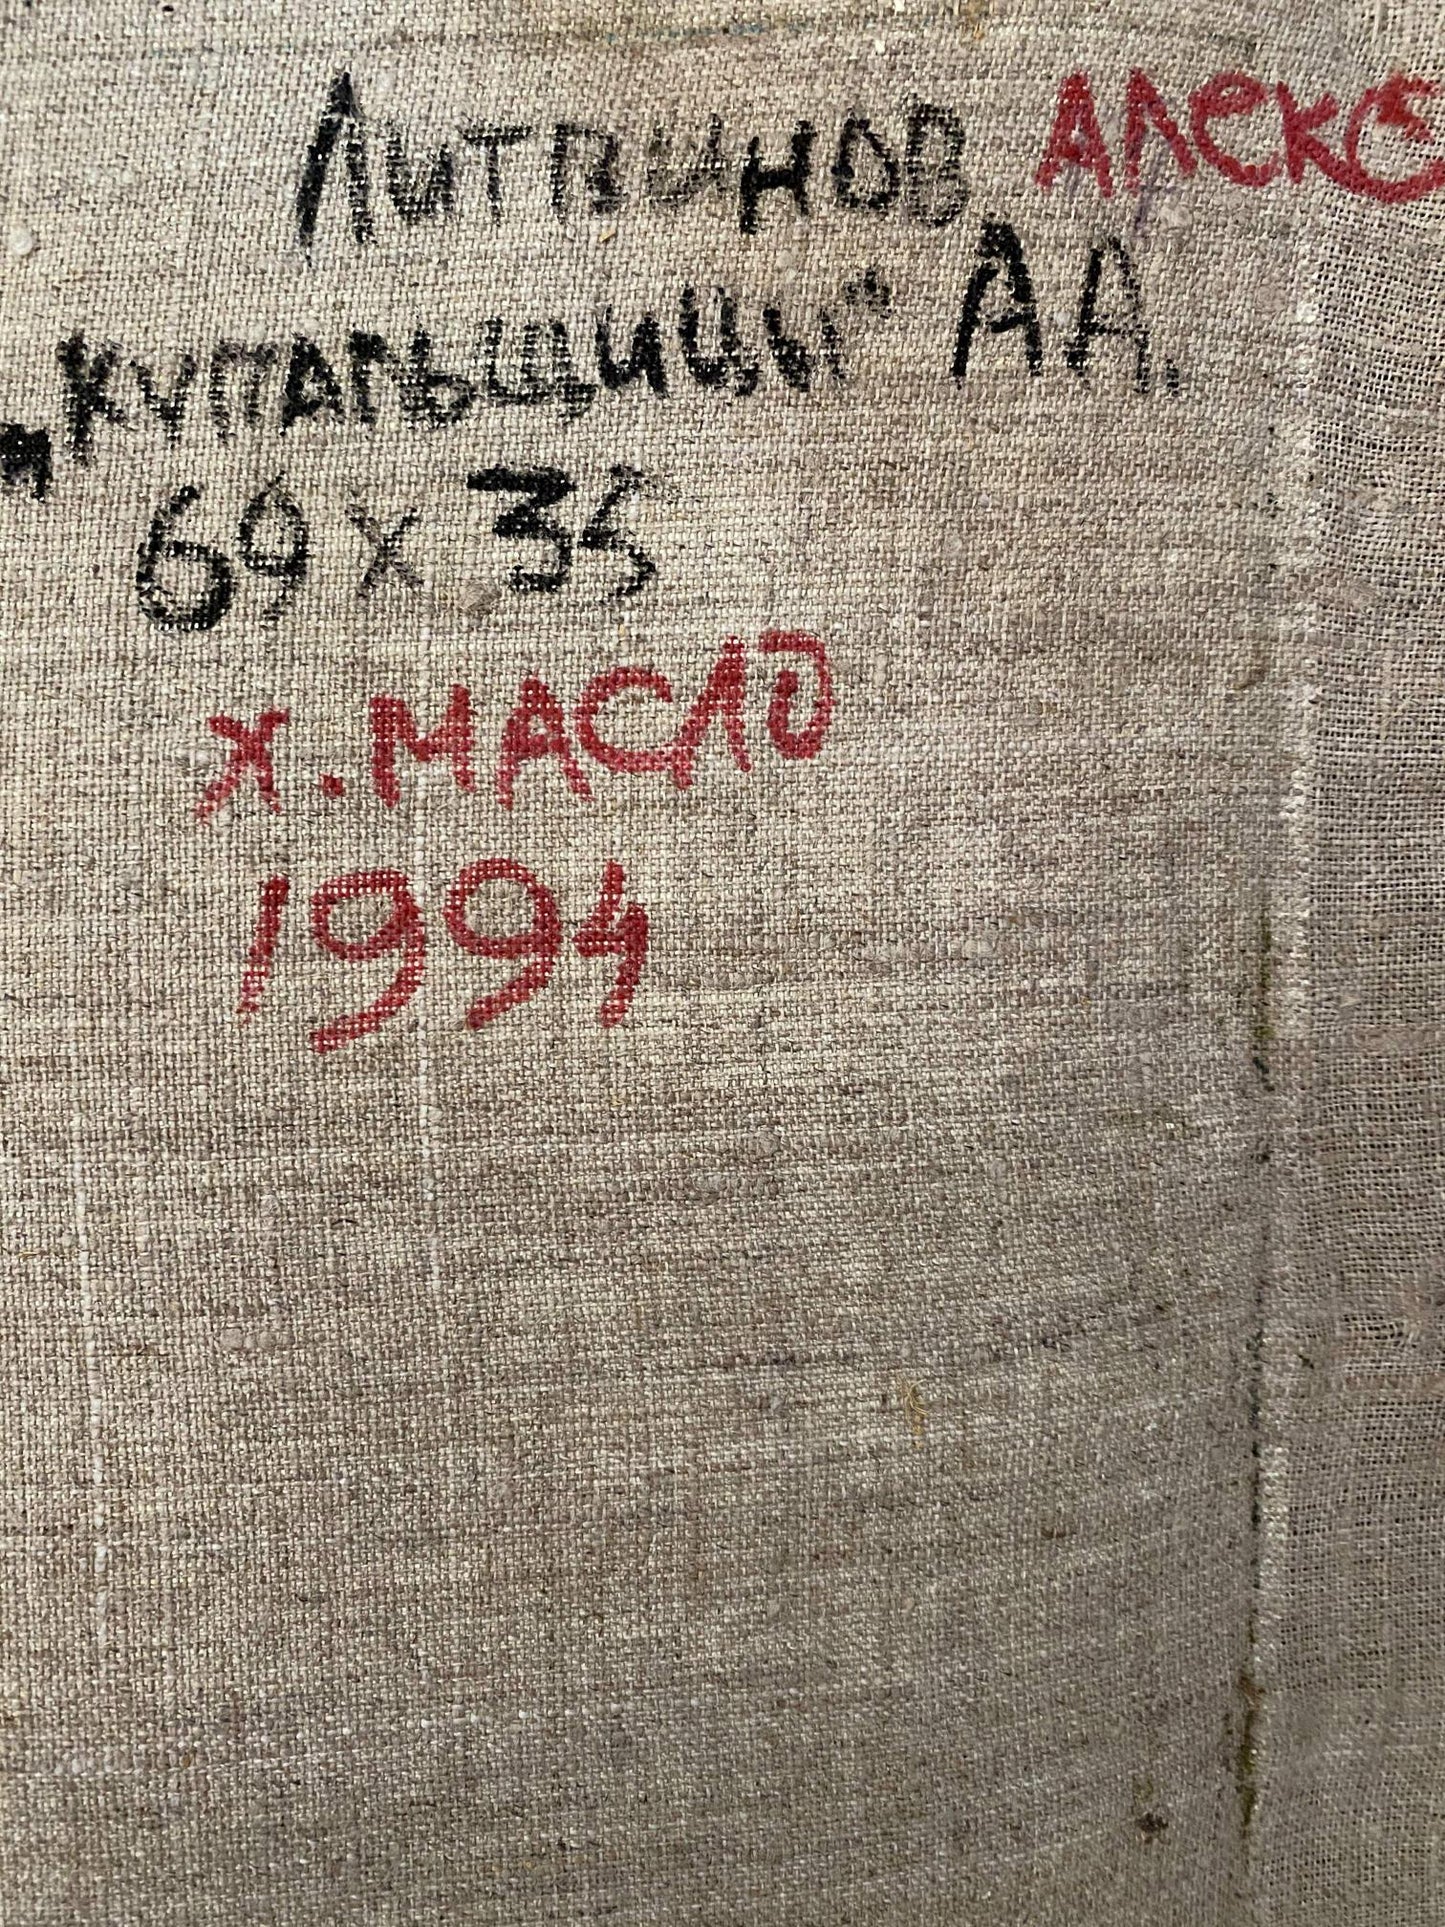 Литвинов Алексе
А А.
„Купальщицы"
69 х 35
х. масло
1994